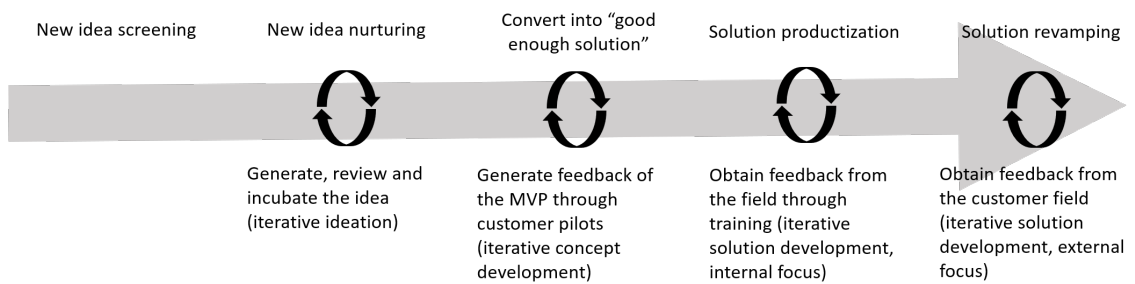 New idea screening
New idea nurturing
Convert into “good
enough solution”
Solution productization
Solution revamping
Generate, review and
incubate the idea
(iterative ideation)
Generate feedback of
the MVP through
customer pilots
(iterative concept
development)
Obtain feedback from
the field through
training (iterative
solution development,
internal focus)
Obtain feedback from
the customer field
(iterative solution
development, external
focus)